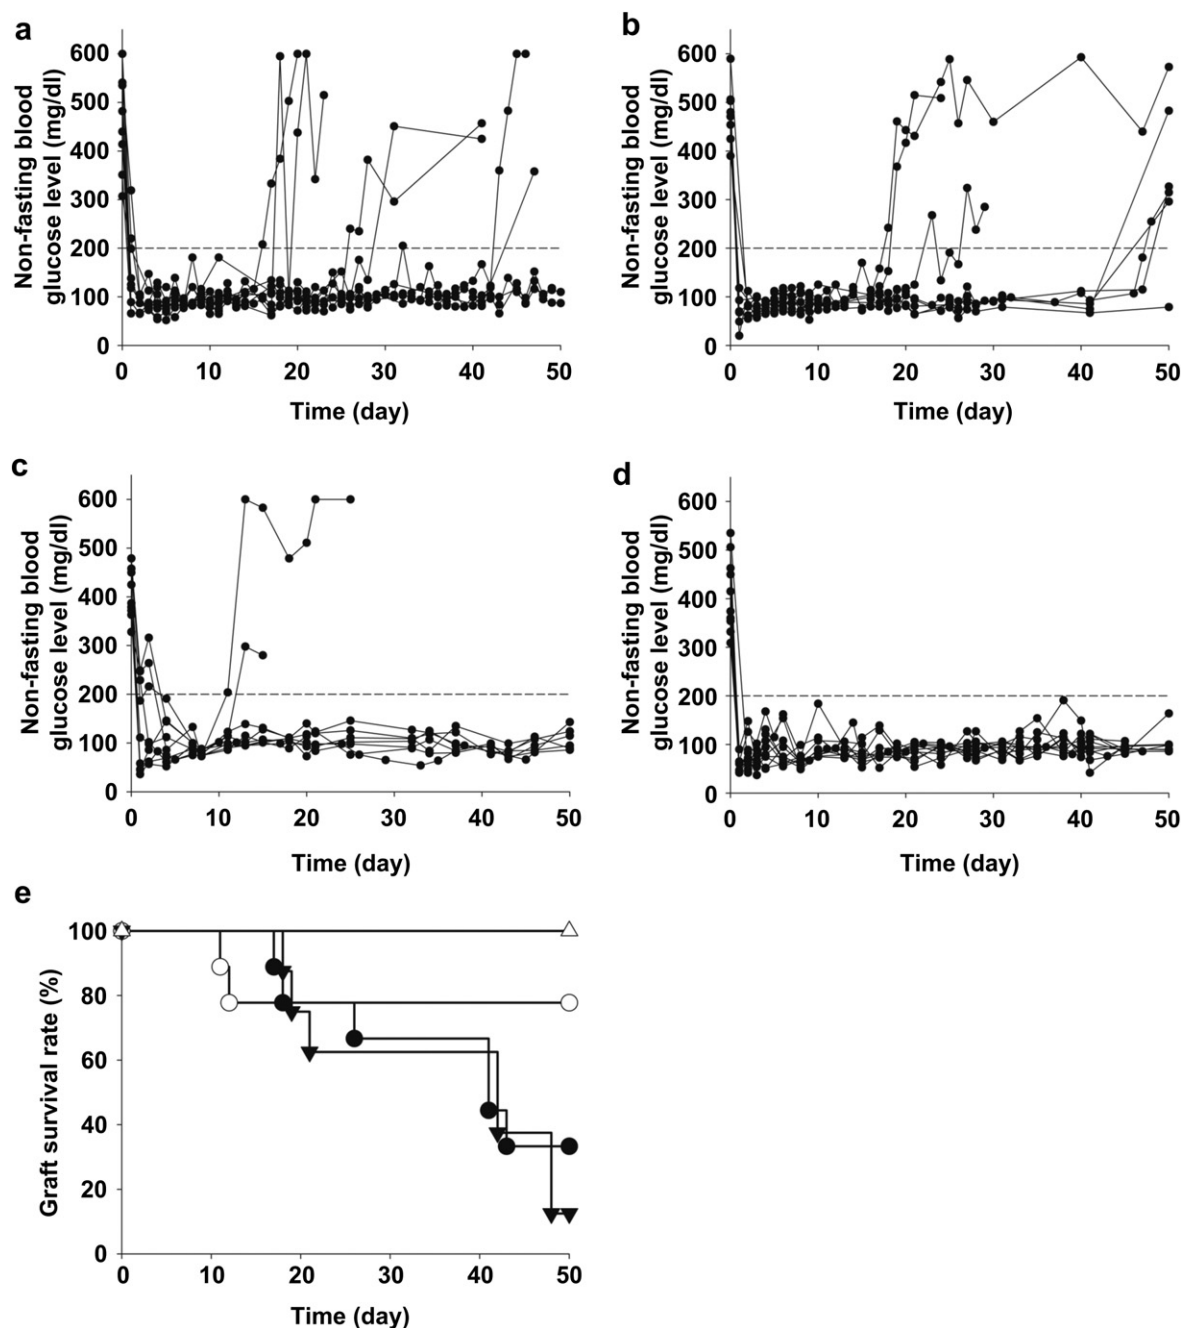 a
Non-fasting blood
glucose level (mg/dl)
600
500
400
300
200
100
0
0 10 20 30 40 50
Time (day)
b
Non-fasting blood
glucose level (mg/dl)
600
500
400
300
200
100
0
0 10 20 30 40 50
Time (day)
c
Non-fasting blood
glucose level (mg/dl)
600
500
400
300
200
100
0
0 10 20 30 40 50
Time (day)
d
Non-fasting blood
glucose level (mg/dl)
600
500
400
300
200
100
0
0 10 20 30 40 50
Time (day)
e
Graft survival rate (%)
100
80
60
40
20
0
0 10 20 30 40 50
Time (day)